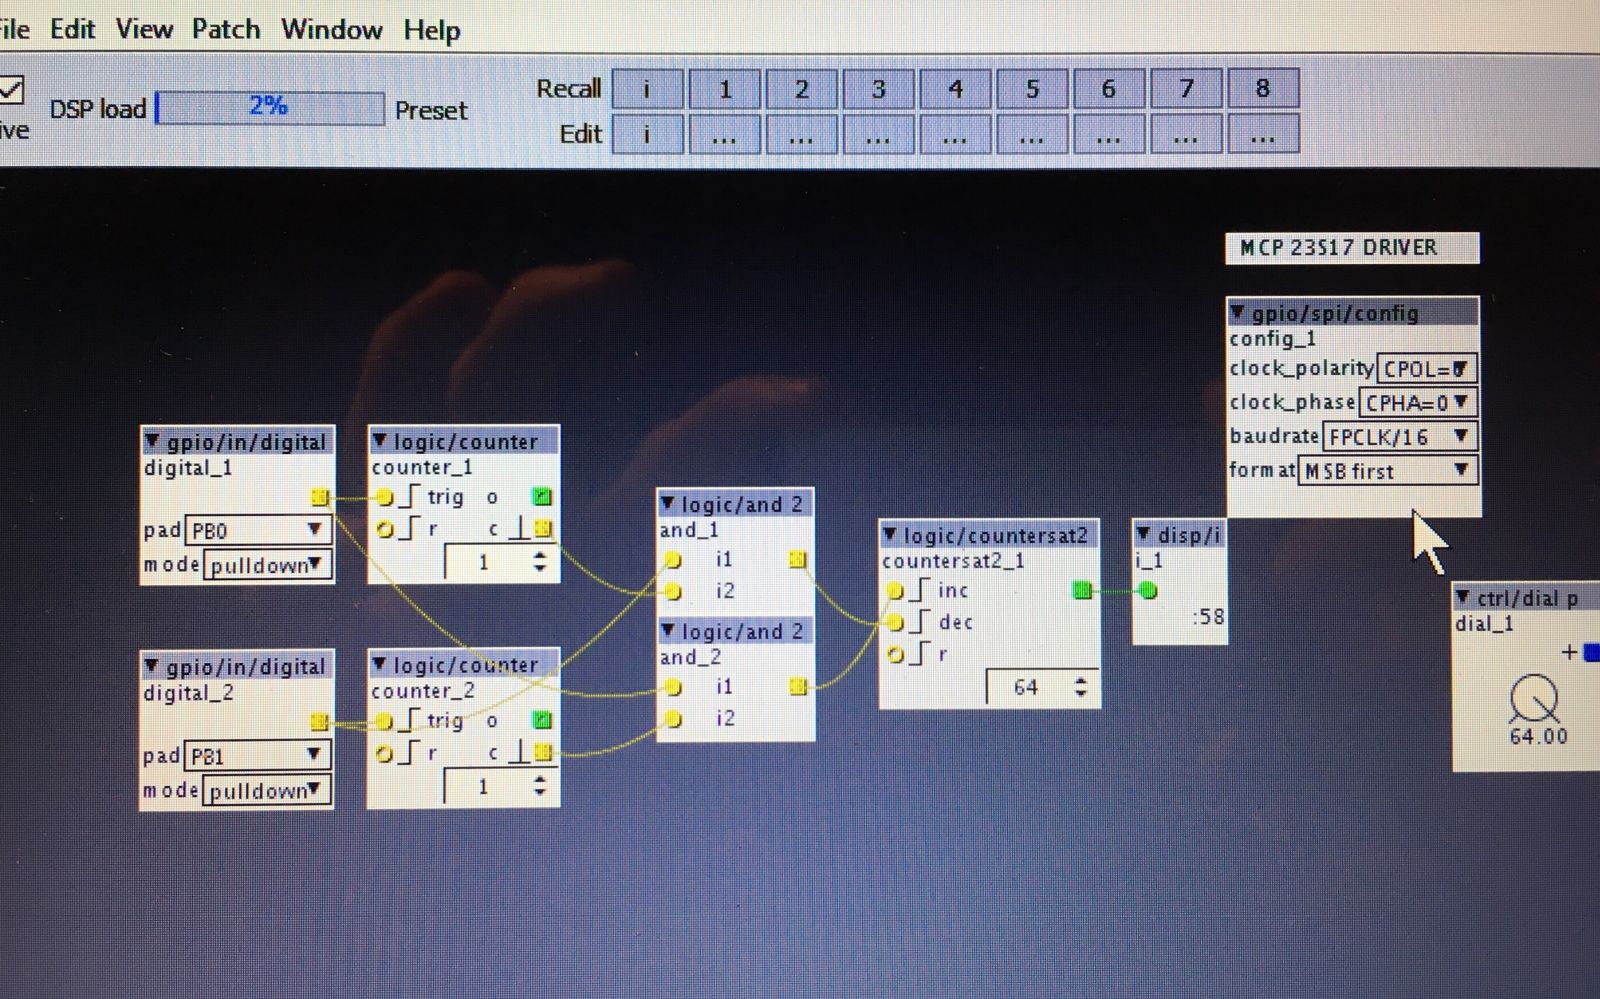 File Edit View Patch Window Help
DSP load 2% Preset
Recall i 1 2 3 4 5 6 7 8
Edit i ... ... ... ... ... ... ... ...
MCP 23S17 DRIVER
gpio/spi/config
config_1
clock_polarity CPOL=0
clock_phase CPHA=0
baudrate FPCLK/16
format MSB first
gpio/in/digital
digital_1
pad PB0
mode pulldown
logic/counter
counter_1
trig o
r c
1
logic/and 2
and_1
i1
i2
logic/and 2
and_2
i1
i2
logic/countersat2
countersat2_1
inc
dec
r
64
disp/i
i_1
:58
ctrl/dial p
dial_1
+
64.00
gpio/in/digital
digital_2
pad PB1
mode pulldown
logic/counter
counter_2
trig o
r c
1